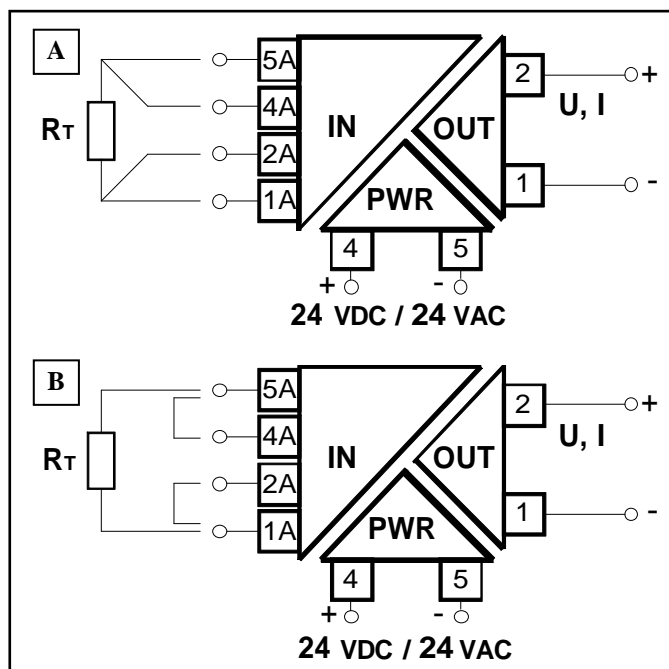 A
5A
4A
RT
2A
1A
IN
OUT
PWR
2
+
U, I
1
-
4
5
+ -
24 VDC / 24 VAC
B
5A
4A
RT
2A
1A
IN
OUT
PWR
2
+
U, I
1
-
4
5
+ -
24 VDC / 24 VAC